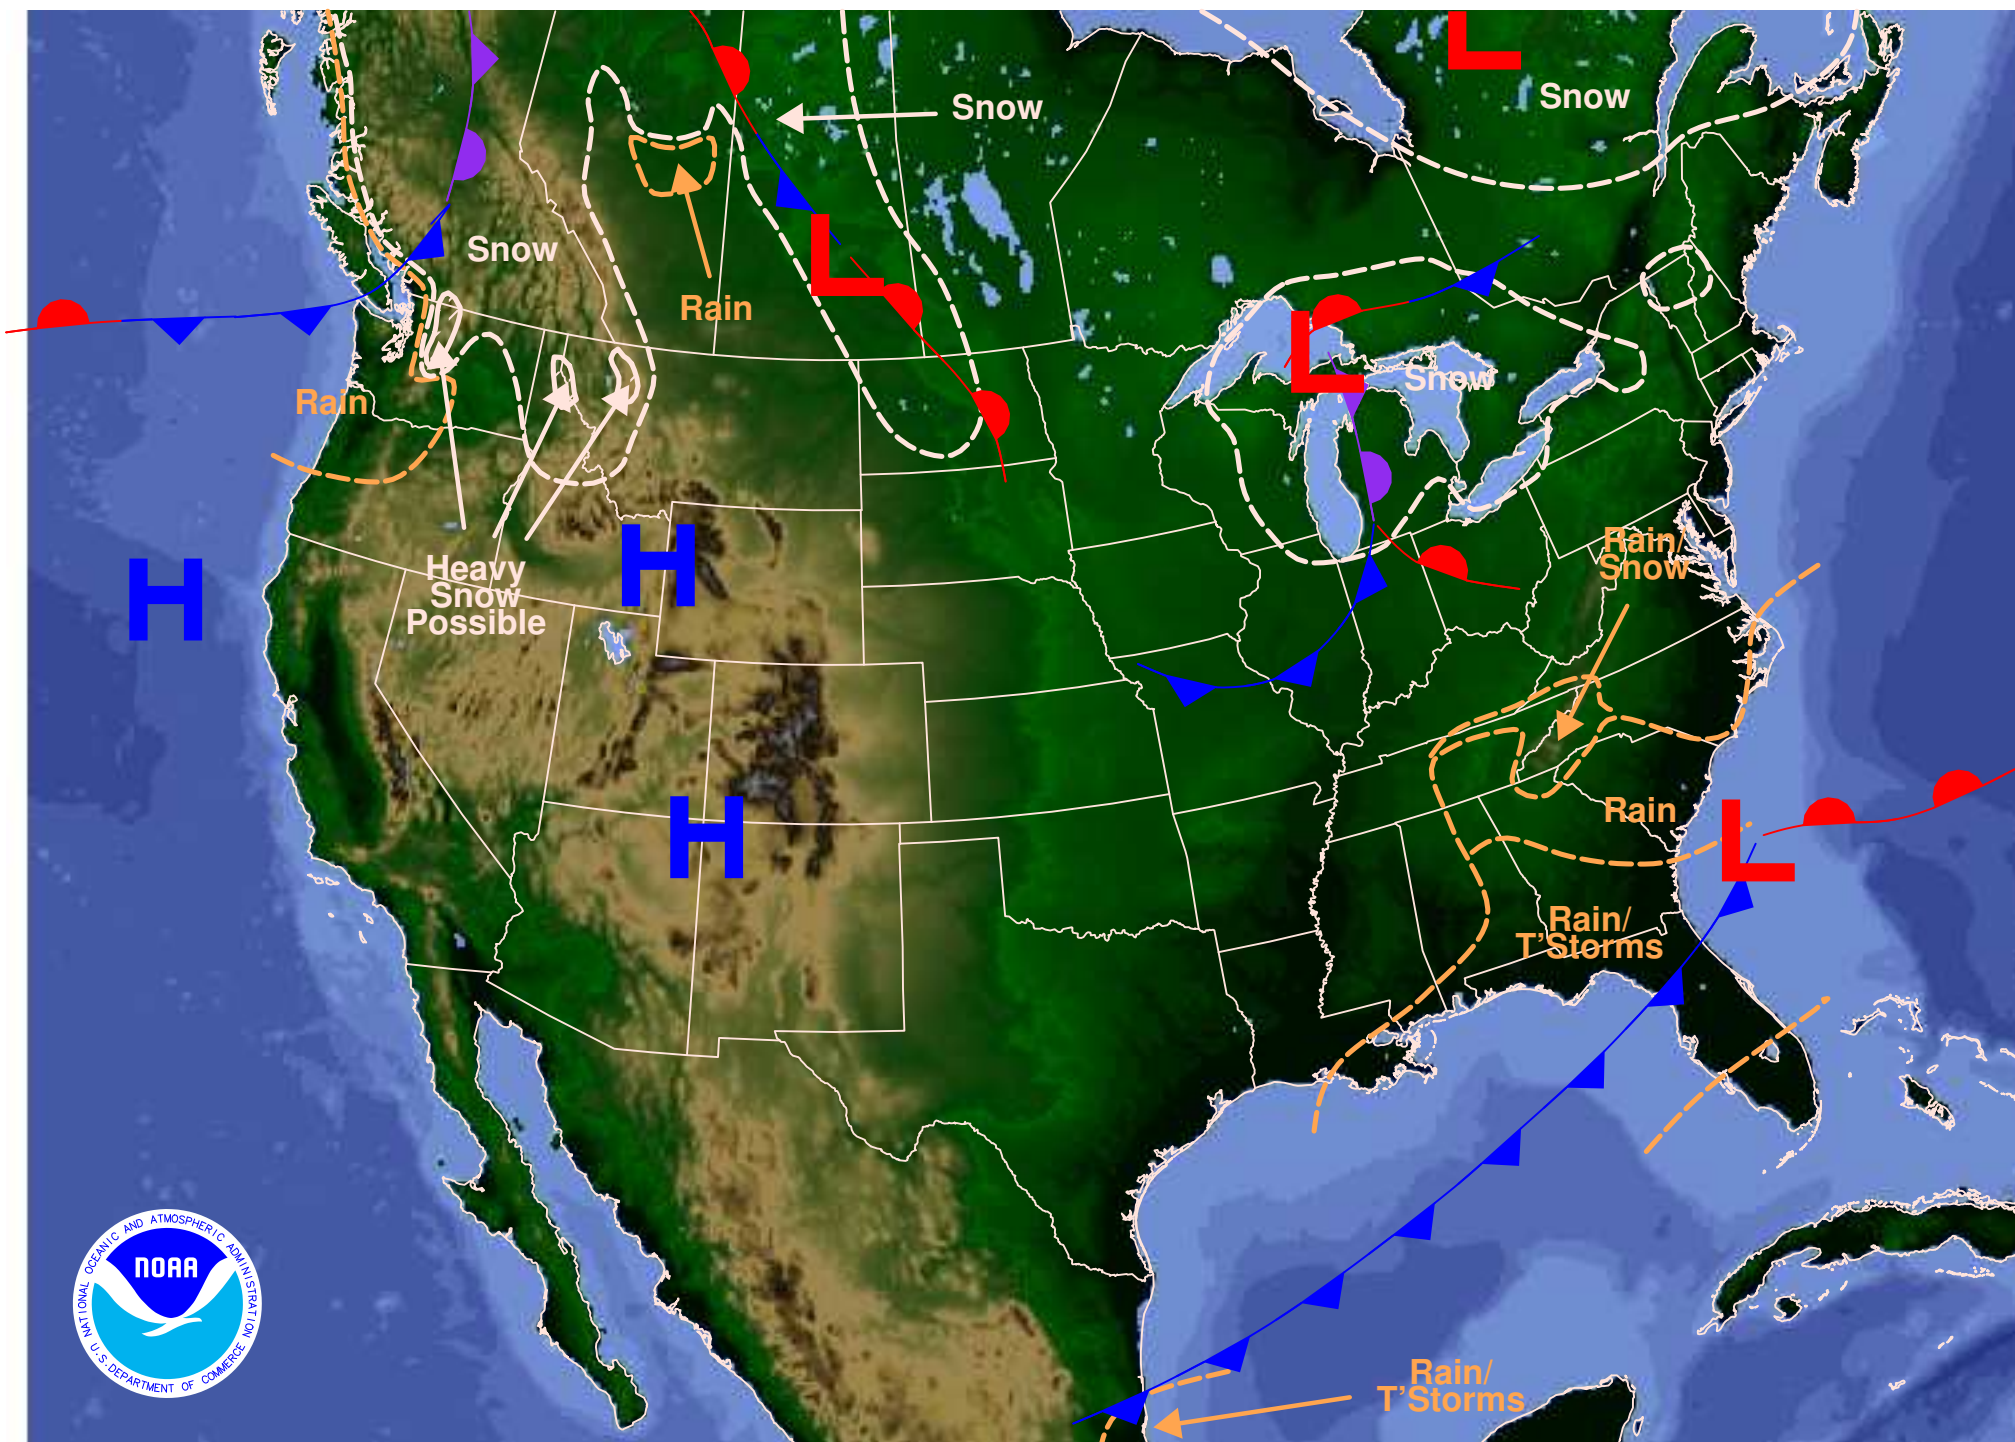 L
Snow
Snow
Snow
L
Rain
L
Snow
Rain
H
H
Heavy
Snow
Possible
Rain/
Snow
H
Rain
L
Rain/
T'Storms
NATIONAL OCEANIC AND ATMOSPHERIC ADMINISTRATION
NOAA
U.S. DEPARTMENT OF COMMERCE
Rain/
T'Storms